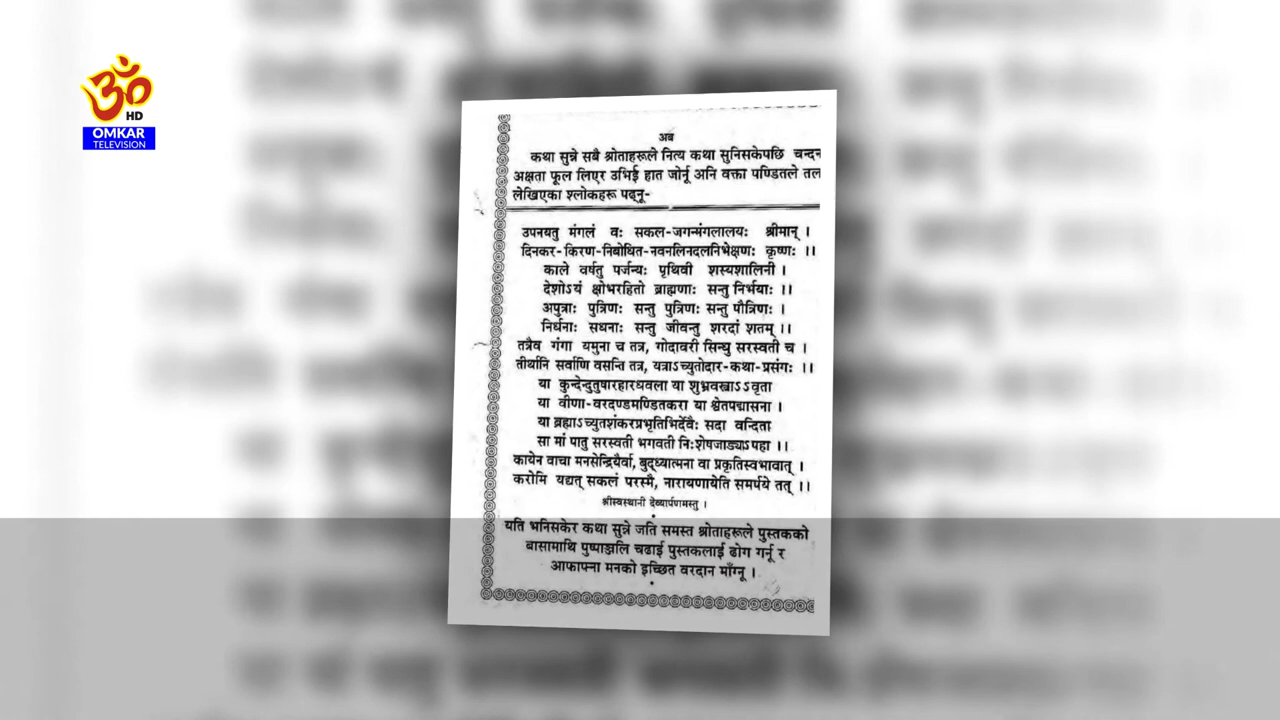 ॐ HD
OMKAR
TELEVISION
अब
कथा सुन्ने सबै श्रोताहरूले नित्य कथा सुनिसकेपछि चन्दन
अक्षता फूल लिएर उभिई हात जोर्नू अनि वक्ता पण्डितले तल
लेखिएका श्लोकहरू पढ्नू-
उपनयतु मंगलं वः सकल-जगन्मंगलालयः श्रीमान् ।
दिनकर-किरण-निबोधित-नवनलिनदलनिभेक्षणः कृष्णः ।।
काले वर्षतु पर्जन्यः पृथिवी शस्यशालिनी ।
देशोऽयं क्षोभरहितो ब्राह्मणाः सन्तु निर्भयाः ।।
अपुत्राः पुत्रिणः सन्तु पुत्रिणः सन्तु पौत्रिणः ।
निर्धनाः सधनाः सन्तु जीवन्तु शरदां शतम् ।।
तत्रैव गंगा यमुना च तत्र, गोदावरी सिन्धु सरस्वती च ।
तीर्थानि सर्वाणि वसन्ति तत्र, यत्राऽच्युतोदार-कथा-प्रसंगः ।।
या कुन्देन्दुतुषारहारधवला या शुभ्रवस्त्राऽऽवृता
या वीणा-वरदण्डमण्डितकरा या श्वेतपद्मासना ।
या ब्रह्माऽच्युतशंकरप्रभृतिभिर्देवैः सदा वन्दिता
सा मां पातु सरस्वती भगवती निःशेषजाड्याऽपहा ।।
कायेन वाचा मनसेन्द्रियैर्वा, बुद्ध्यात्मना वा प्रकृतिस्वभावात् ।
करोमि यद्यत् सकलं परस्मै, नारायणायेति समर्पये तत् ।।
श्रीस्वस्थानी देव्यार्पणमस्तु ।
यति भनिसकेर कथा सुन्ने जति समस्त श्रोताहरूले पुस्तकको
बासामाथि पुष्पाञ्जलि चढाई पुस्तकलाई ढोग गर्नू र
आफाफ्ना मनको इच्छित वरदान माँग्नू ।